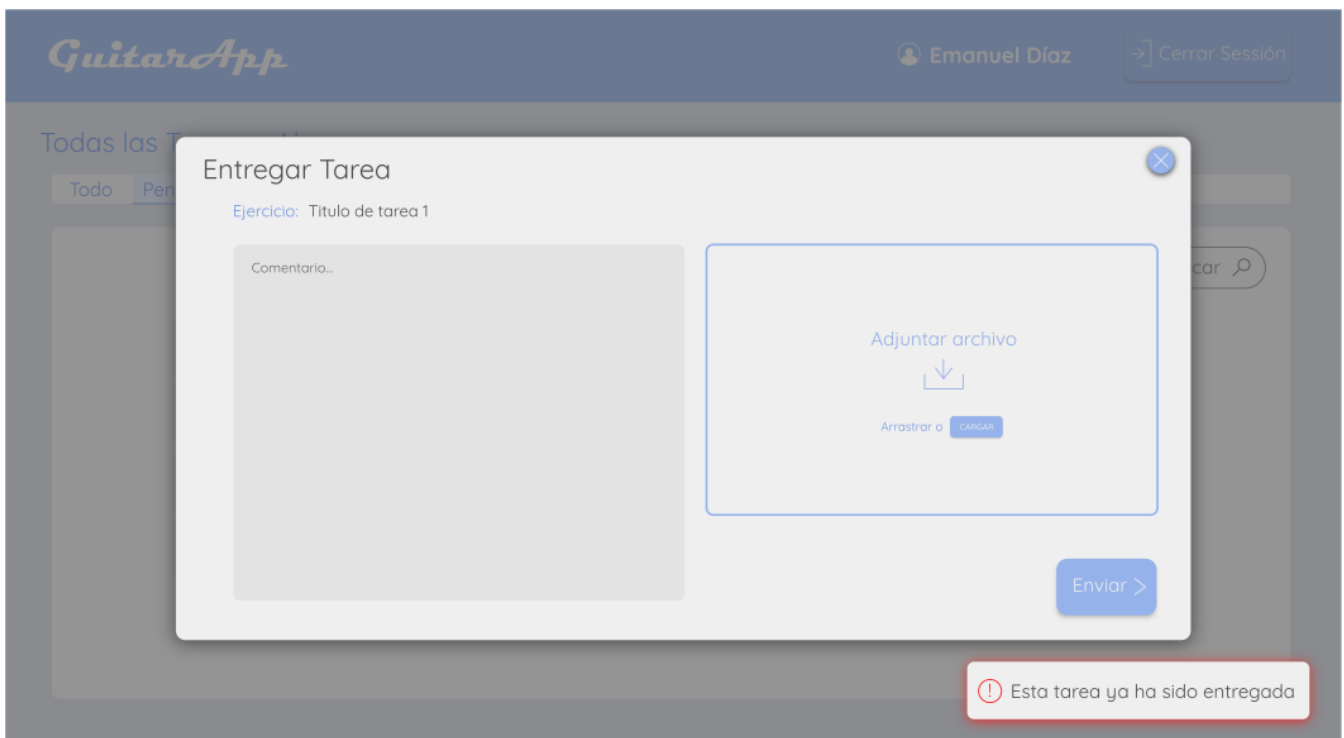 GuitarApp
Emanuel Díaz
Cerrar Sessión
Todas las
Todo
Entregar Tarea
Ejercicio: Titulo de tarea 1
Comentario...
Adjuntar archivo
Arrastrar o CARGAR
Enviar
Esta tarea ya ha sido entregada